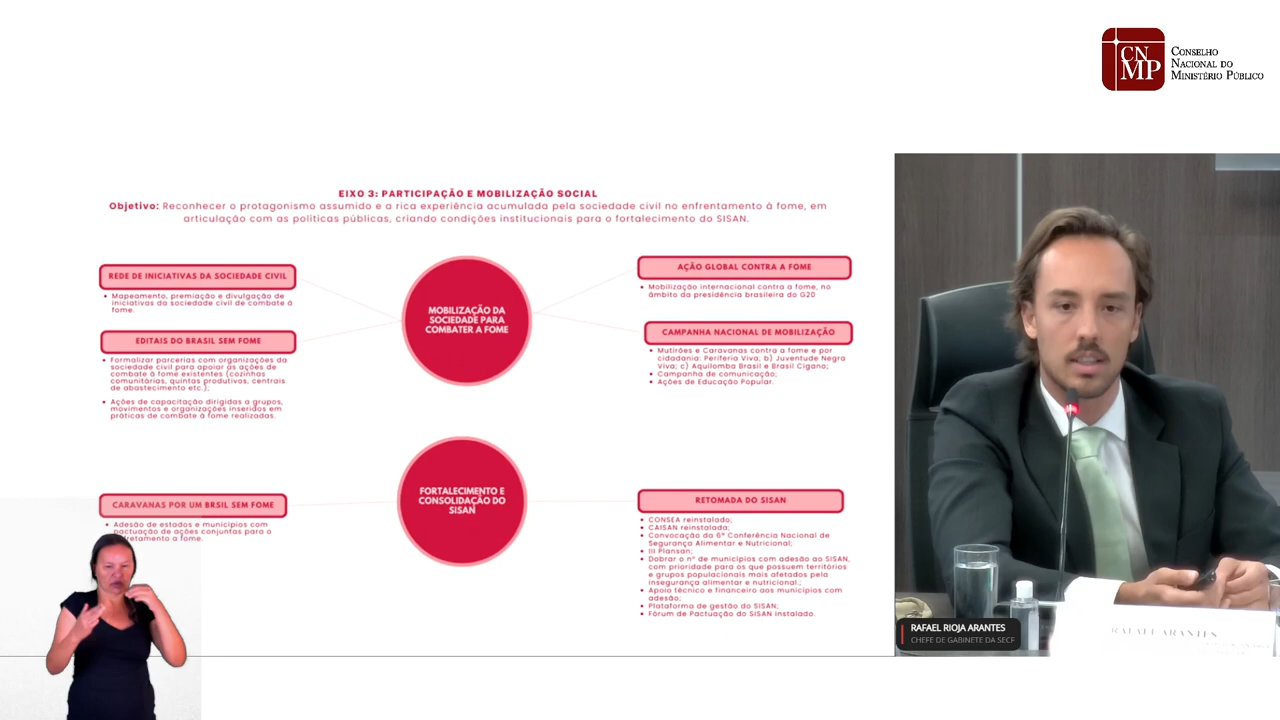 CN
MP
CONSELHO
NACIONAL DO
MINISTÉRIO PÚBLICO
EIXO 3: PARTICIPAÇÃO E MOBILIZAÇÃO SOCIAL
Objetivo: Reconhecer o protagonismo assumido e a rica experiência acumulada pela sociedade civil no enfrentamento à fome, em
articulação com as políticas públicas, criando condições institucionais para o fortalecimento do SISAN.
REDE DE INICIATIVAS DA SOCIEDADE CIVIL
• Mapeamento, premiação e divulgação de
iniciativas da sociedade civil de combate à
fome.
EDITAIS DO BRASIL SEM FOME
• Formalizar parcerias com organizações da
sociedade civil para apoiar as ações de
combate à fome existentes (cozinhas
comunitárias, quintas produtivos, centrais
de abastecimento etc.);
• Ações de capacitação dirigidas a grupos,
movimentos e organizações inseridos em
práticas de combate à fome realizadas.
MOBILIZAÇÃO DA
SOCIEDADE PARA
COMBATER A FOME
AÇÃO GLOBAL CONTRA A FOME
• Mobilização internacional contra a fome, no
âmbito da presidência brasileira do G20
CAMPANHA NACIONAL DE MOBILIZAÇÃO
• Mutirões e Caravanas contra a fome e por
cidadania: Periferia Viva; b) Juventude Negra
Viva; c) Aquilomba Brasil e Brasil Cigano;
• Campanha de comunicação;
• Ações de Educação Popular.
CARAVANAS POR UM BRSIL SEM FOME
• Adesão de estados e municípios com
pactuação de ações conjuntas para o
a fome.
FORTALECIMENTO E
CONSOLIDAÇÃO DO
SISAN
RETOMADA DO SISAN
• CONSEA reinstalado;
• CAISAN reinstalada;
• Convocação da 6ª Conferência Nacional de
Segurança Alimentar e Nutricional;
• III Plansan;
• Dobrar o nº de municípios com adesão ao SISAN,
com prioridade para os que possuem territórios
e grupos populacionais mais afetados pela
insegurança alimentar e nutricional.;
• Apoio técnico e financeiro aos municípios com
adesão;
• Plataforma de gestão do SISAN;
• Fórum de Pactuação do SISAN instalado.
RAFAEL RIOJA ARANTES
CHEFE DE GABINETE DA SECF
RAFAEL ARANTES